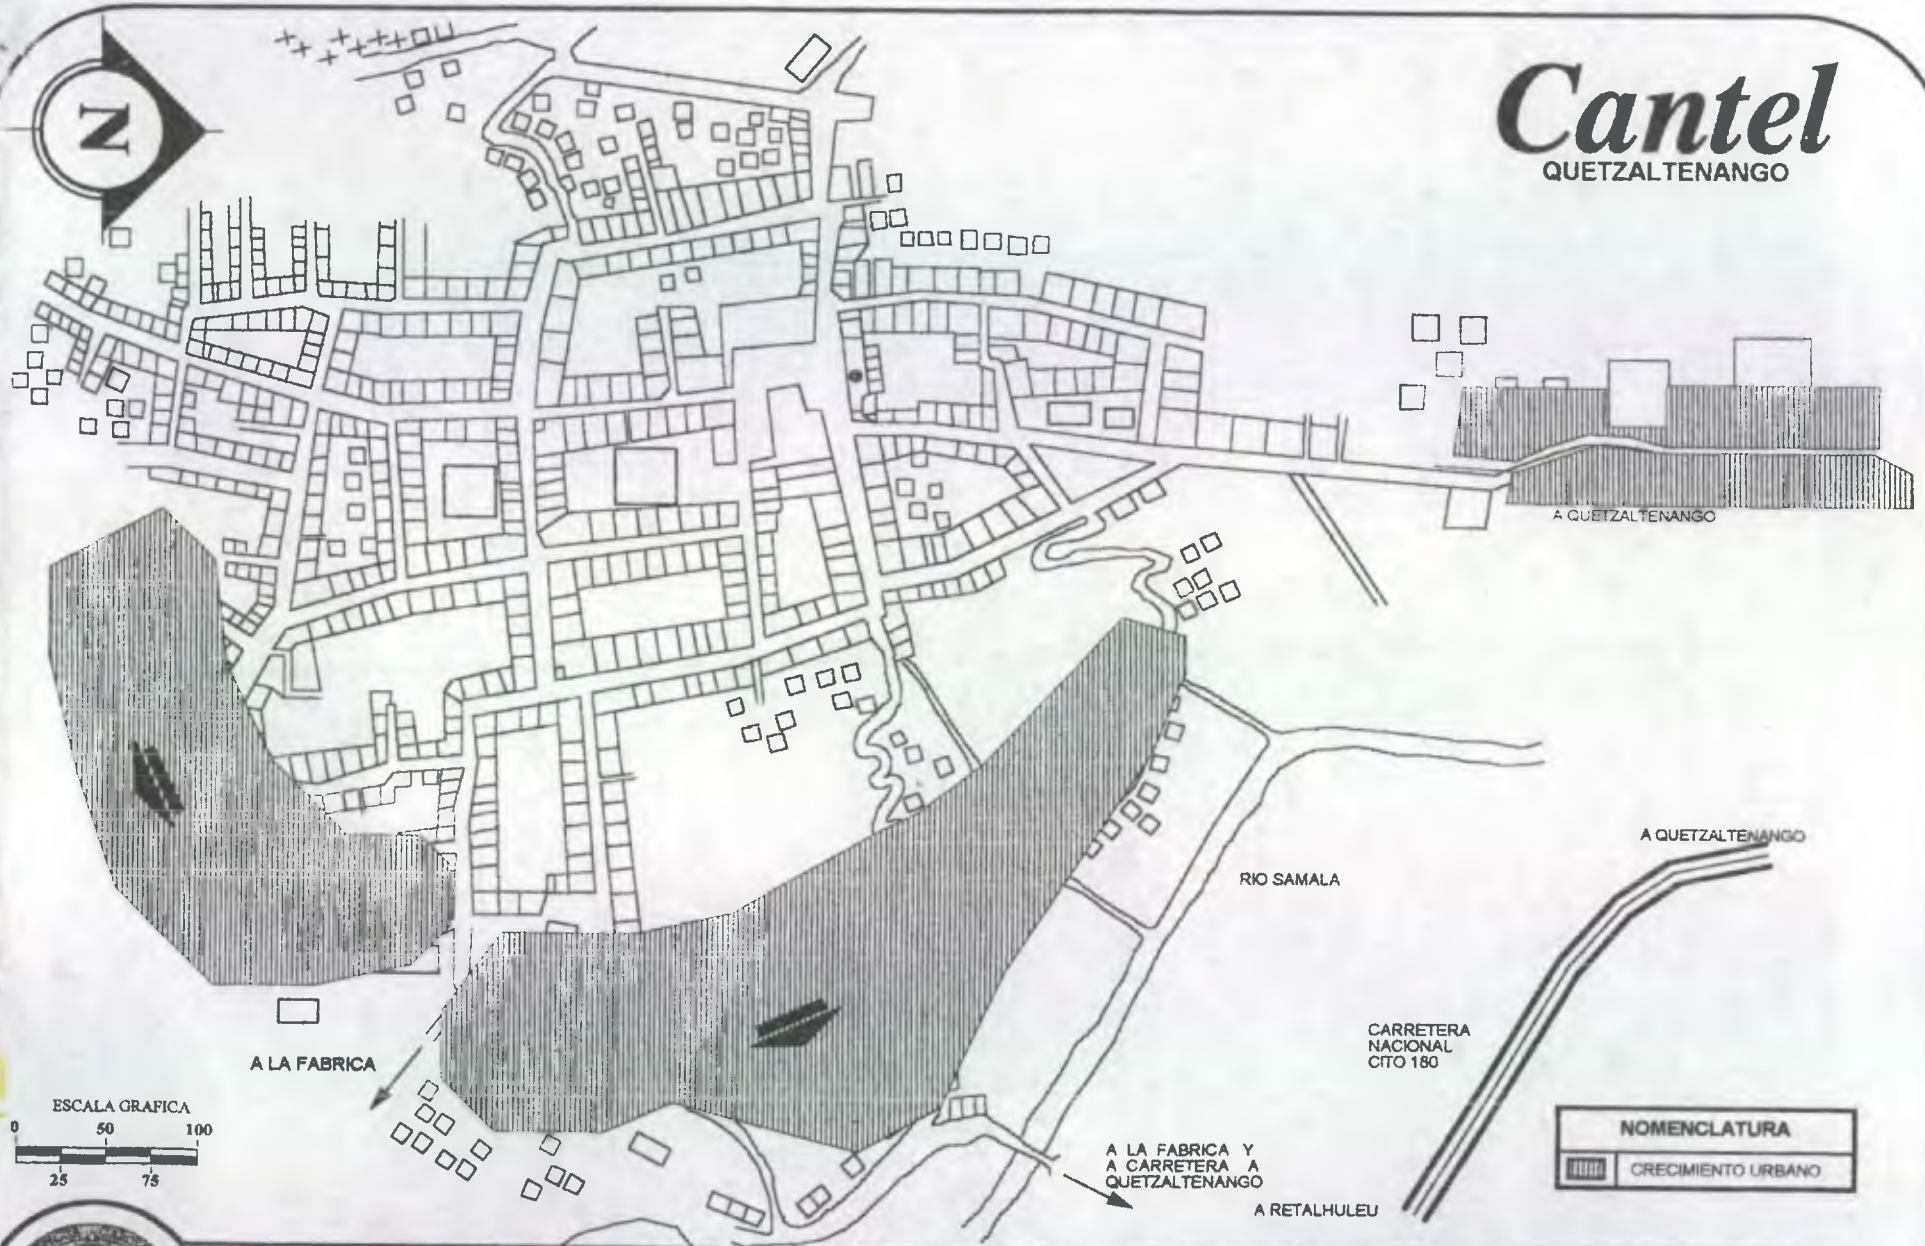 N
Cantel
QUETZALTENANGO
A QUETZALTENANGO
A QUETZALTENANGO
RIO SAMALA
CARRETERA
NACIONAL
CITO 180
A LA FABRICA
ESCALA GRAFICA
0 50 100
25 75
A LA FABRICA Y
A CARRETERA A
QUETZALTENANGO
A RETALHULEU
NOMENCLATURA
CRECIMIENTO URBANO